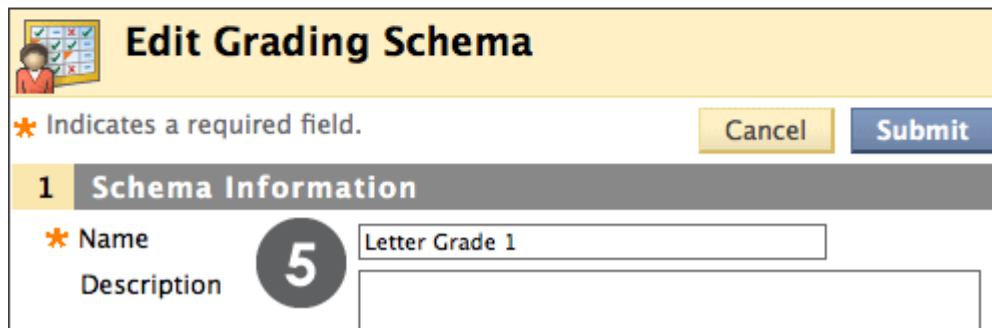 Edit Grading Schema
* Indicates a required field.
Cancel Submit
1 Schema Information
* Name 5 Letter Grade 1
Description